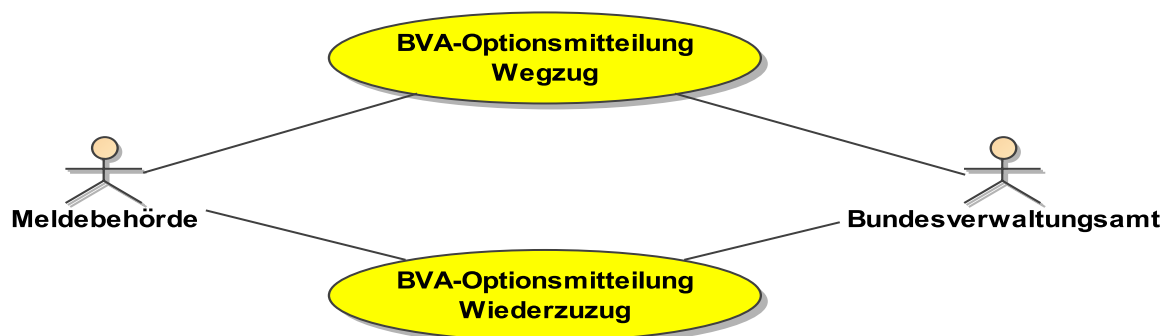 BVA-Optionsmitteilung
Wegzug
Meldebehörde
Bundesverwaltungsamt
BVA-Optionsmitteilung
Wiederzuzug